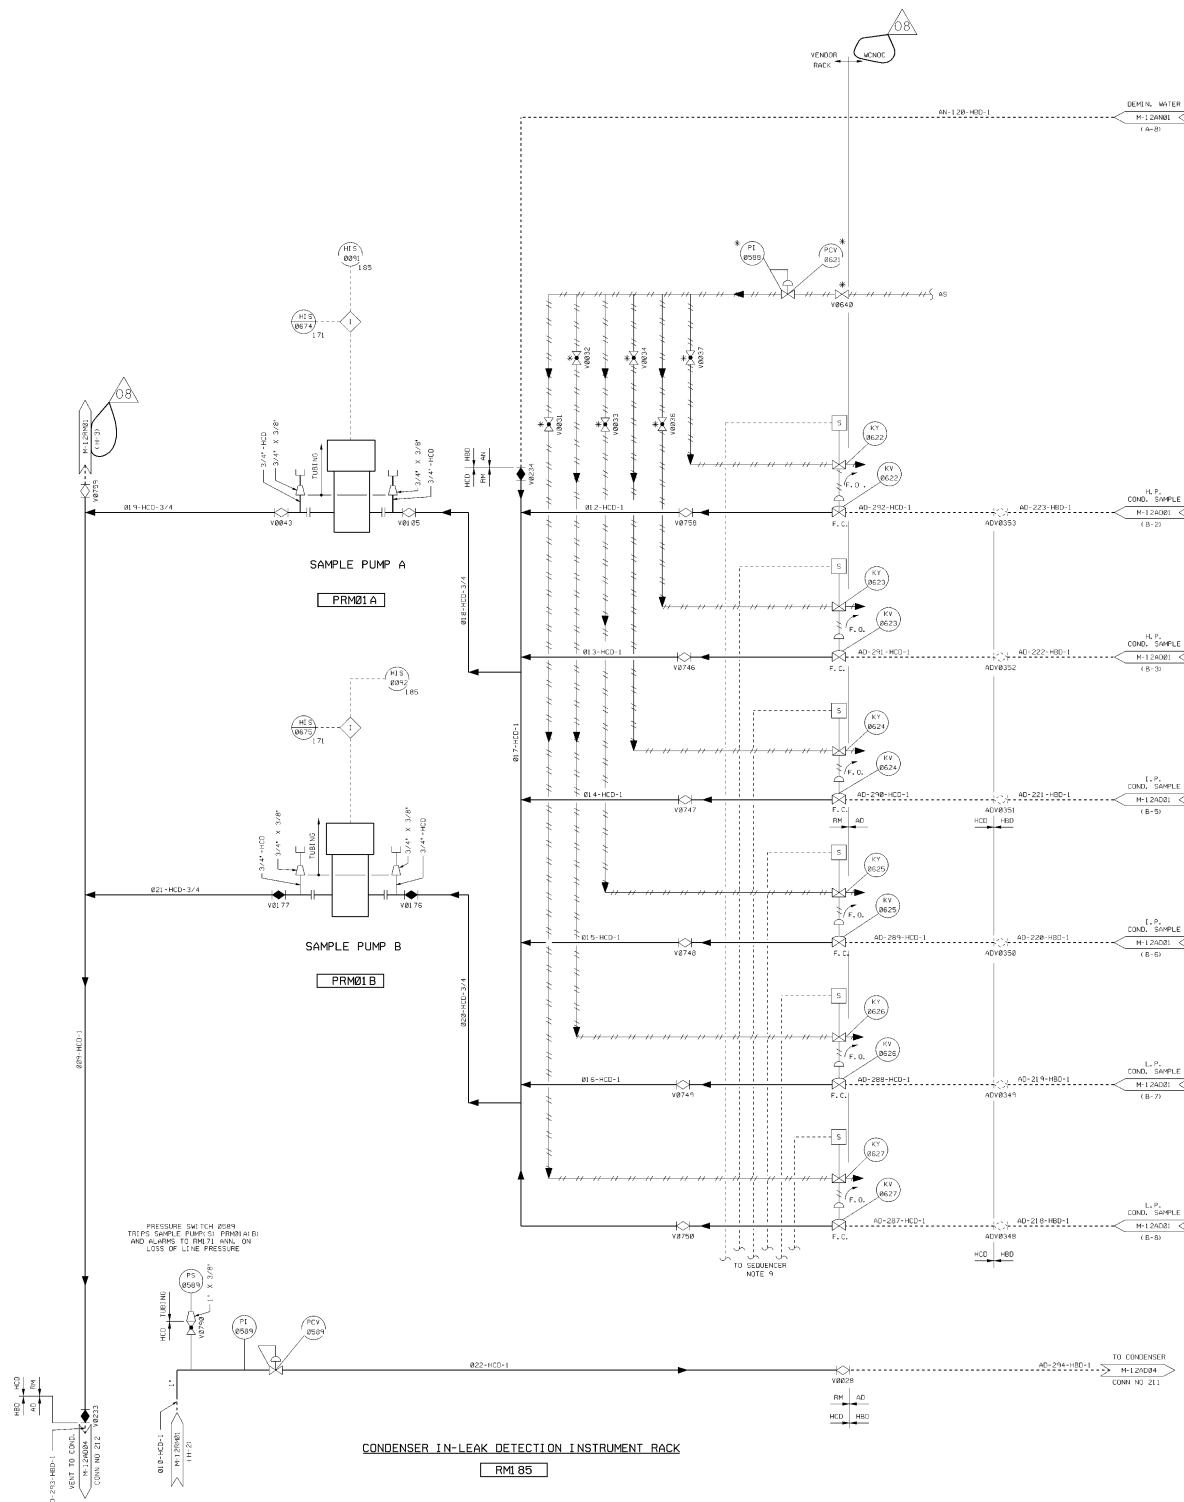 08
VENDOR
RACK
WCNOC
DEMIN. WATER
M-12AN01
(A-8)
AN-120-HBD-1
HIS
0091
185
HIS
0674
171
I
PI
0588
*
PCV
0621
*
*
V0640
AS
* V0032
* V0034
* V0037
* V0031
* V0033
* V0036
08
M-12RM01
(H-3)
V0759
3/4"-HCD
3/4" X 3/8"
TUBING
3/4" X 3/8"
3/4"-HCD
HBD
HCD
AN
RM
V0234
019-HCD-3/4
V0043
V0105
SAMPLE PUMP A
PRM01A
018-HCD-3/4
S
KY
0622
F.O.
KV
0622
012-HCD-1
V0758
F.C.
AD-292-HCD-1
ADV0353
AD-223-HBD-1
H.P.
COND. SAMPLE
M-12AD01
(B-2)
S
KY
0623
F.O.
KV
0623
013-HCD-1
V0746
F.C.
AD-291-HCD-1
ADV0352
AD-222-HBD-1
H.P.
COND. SAMPLE
M-12AD01
(B-3)
HIS
0092
185
HIS
0675
171
I
017-HCD-1
S
KY
0624
F.O.
KV
0624
014-HCD-1
V0747
F.C.
AD-290-HCD-1
ADV0351
AD-221-HBD-1
I.P.
COND. SAMPLE
M-12AD01
(B-5)
RM
AD
HCD
HBD
3/4"-HCD
3/4" X 3/8"
TUBING
3/4" X 3/8"
3/4"-HCD
021-HCD-3/4
V0177
V0176
SAMPLE PUMP B
PRM01B
020-HCD-3/4
S
KY
0625
F.O.
KV
0625
015-HCD-1
V0748
F.C.
AD-289-HCD-1
ADV0350
AD-220-HBD-1
I.P.
COND. SAMPLE
M-12AD01
(B-6)
S
KY
0626
F.O.
KV
0626
009-HCD-1
016-HCD-1
V0749
F.C.
AD-288-HCD-1
ADV0349
AD-219-HBD-1
L.P.
COND. SAMPLE
M-12AD01
(B-7)
S
KY
0627
F.O.
KV
0627
V0750
F.C.
AD-287-HCD-1
ADV0348
AD-218-HBD-1
L.P.
COND. SAMPLE
M-12AD01
(B-8)
HCD
HBD
TO SEQUENCER
NOTE 9
PRESSURE SWITCH 0589
TRIPS SAMPLE PUMP(S) PRM01A(B)
AND ALARMS TO RM171 ANN. ON
LOSS OF LINE PRESSURE
PS
0589
1" X 3/8"
TUBING
HCD
V0790
PI
0589
PCV
0589
022-HCD-1
V0028
AD-294-HBD-1
TO CONDENSER
M-12AD04
CONN NO 211
RM
AD
HCD
HBD
1"
010-HCD-1
M-12RM01
(H-2)
HCD
HBD
RM
AD
V0233
D-293-HBD-1
VENT TO COND.
M-12AD04
CONN NO 212
CONDENSER IN-LEAK DETECTION INSTRUMENT RACK
RM185